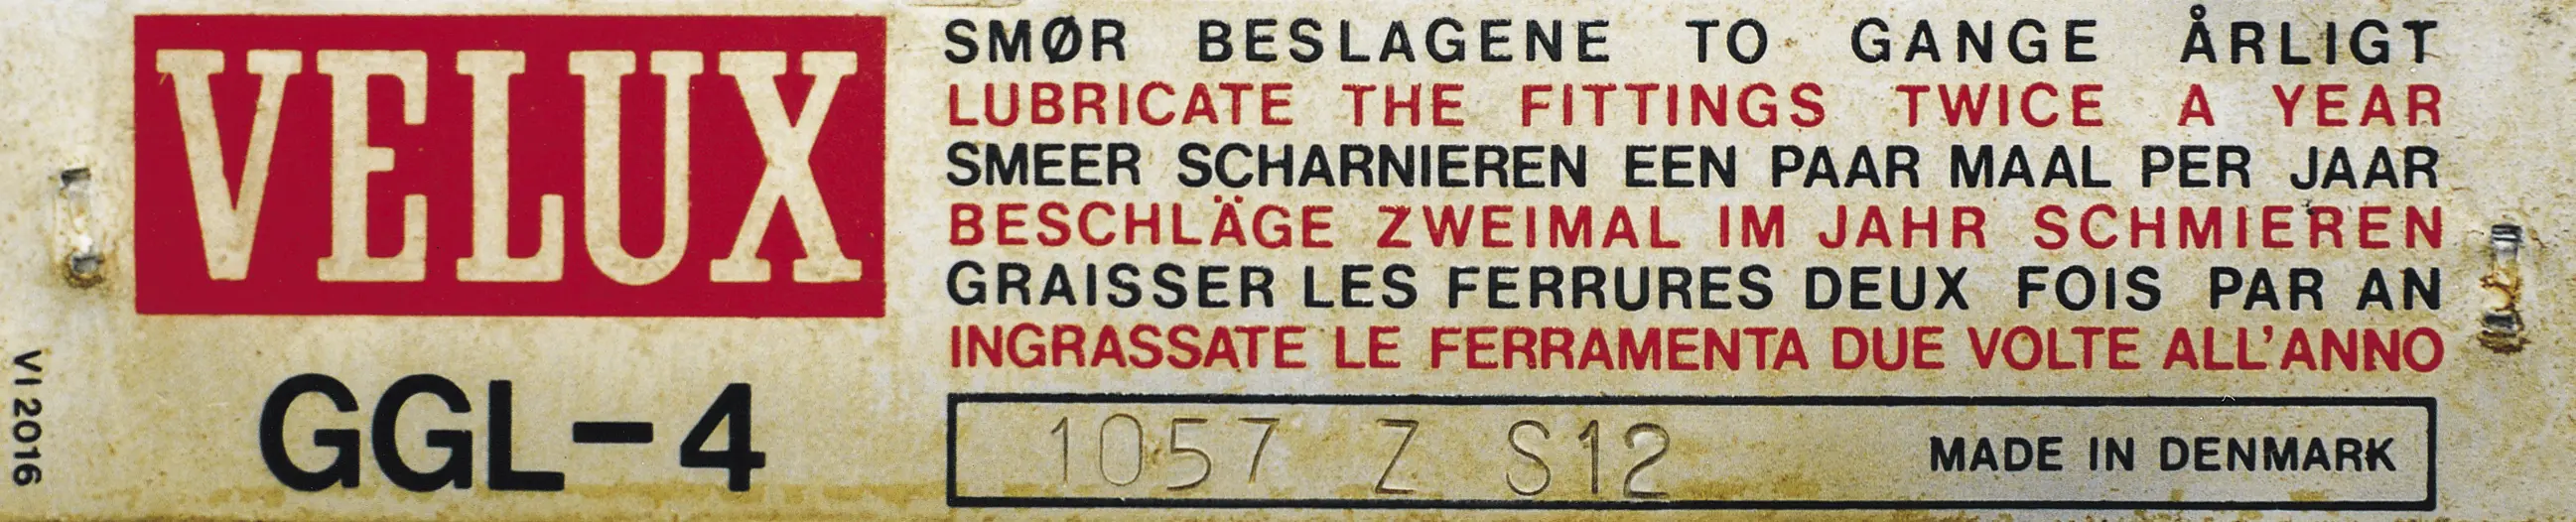 VELUX
GGL-4
VI 2016
SMØR BESLAGENE TO GANGE ÅRLIGT
LUBRICATE THE FITTINGS TWICE A YEAR
SMEER SCHARNIEREN EEN PAAR MAAL PER JAAR
BESCHLÄGE ZWEIMAL IM JAHR SCHMIEREN
GRAISSER LES FERRURES DEUX FOIS PAR AN
INGRASSATE LE FERRAMENTA DUE VOLTE ALL'ANNO
1057 Z S12 MADE IN DENMARK